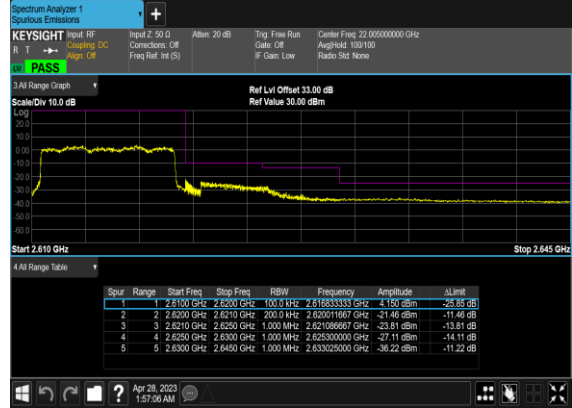 Spectrum Analyzer 1
Spurious Emissions
+
KEYSIGHT Input: RF Input Z: 50 Ω Atten: 20 dB Trig: Free Run Center Freq: 22.005000000 GHz
R T Coupling: DC Corrections: Off Gate: Off Avg|Hold: 100/100
Align: Off Freq Ref: Int (S) IF Gain: Low Radio Std: None
PASS
3 All Range Graph
Ref Lvl Offset 33.00 dB
Scale/Div 10.0 dB Ref Value 30.00 dBm
Log
20.0
10.0
0.00
-10.0
-20.0
-30.0
-40.0
-50.0
-60.0
Start 2.610 GHz Stop 2.645 GHz
4 All Range Table
Spur Range Start Freq Stop Freq RBW Frequency Amplitude ΔLimit
1 1 2.6100 GHz 2.6200 GHz 100.0 kHz 2.616833333 GHz 4.150 dBm -25.85 dB
2 2 2.6200 GHz 2.6210 GHz 200.0 kHz 2.620011667 GHz -21.46 dBm -11.46 dB
3 3 2.6210 GHz 2.6250 GHz 1.000 MHz 2.621086667 GHz -23.81 dBm -13.81 dB
4 4 2.6250 GHz 2.6300 GHz 1.000 MHz 2.625300000 GHz -27.11 dBm -14.11 dB
5 5 2.6300 GHz 2.6450 GHz 1.000 MHz 2.633025000 GHz -36.22 dBm -11.22 dB
? Apr 28, 2023
1:57:06 AM